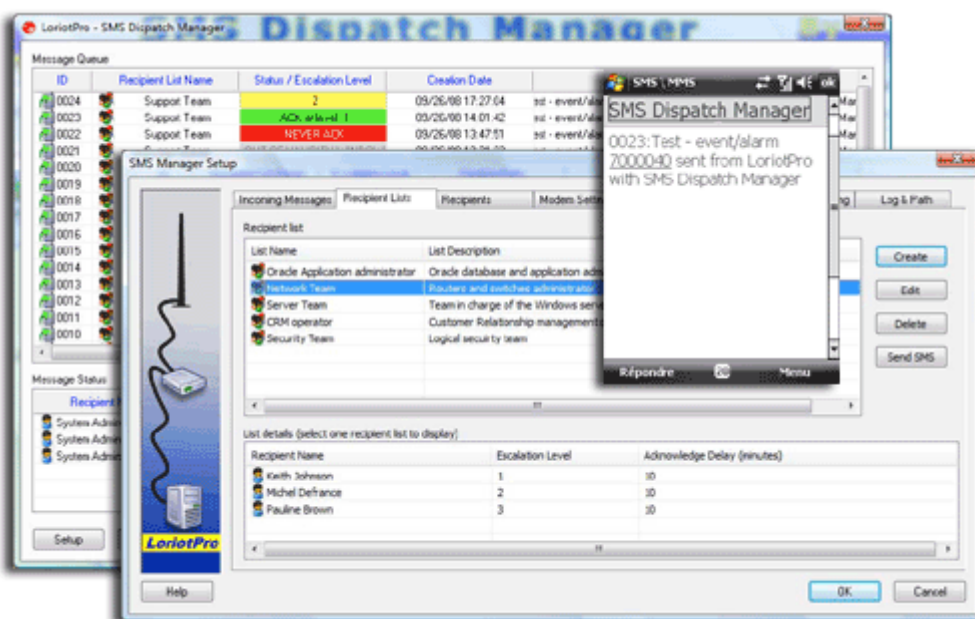 LoriotPro - SMS Dispatch Manager
SMS Dispatch Manager
Message Queue
ID Recipient List Name Status / Escalation Level Creation Date
0024 Support Team 2 09/26/08 17:27:04
0023 Support Team 09/26/08 14:01:42
0022 Support Team NEVER ACK 09/26/08 13:47:51
0021
0020
0019
0018
0017
0016
0015
0014
0013
0012
0011
0010
Message Status
System
System
System
Setup
SMS Manager Setup
Incoming Messages Recipient Lists Recipients Modem Log & Path
Recipient list
List Name List Description
Oracle Application administrator Oracle database and application
Network Team Routers and switches administrator
Server Team Team in charge of the Windows
CRM operator Customer Relationship management
Security Team Logical secuirty team
Create
Edit
Delete
Send SMS
List details (select one recipient list to display)
Recipient Name Escalation Level Acknowledge Delay (minutes)
Keith Johnson 1 10
Michel Defrance 2 10
Pauline Brown 3 10
LoriotPro
Help OK Cancel
SMS \ MMS ok
SMS Dispatch Manager
0023:Test - event/alarm
7000040 sent from LoriotPro
with SMS Dispatch Manager
Répondre Menu